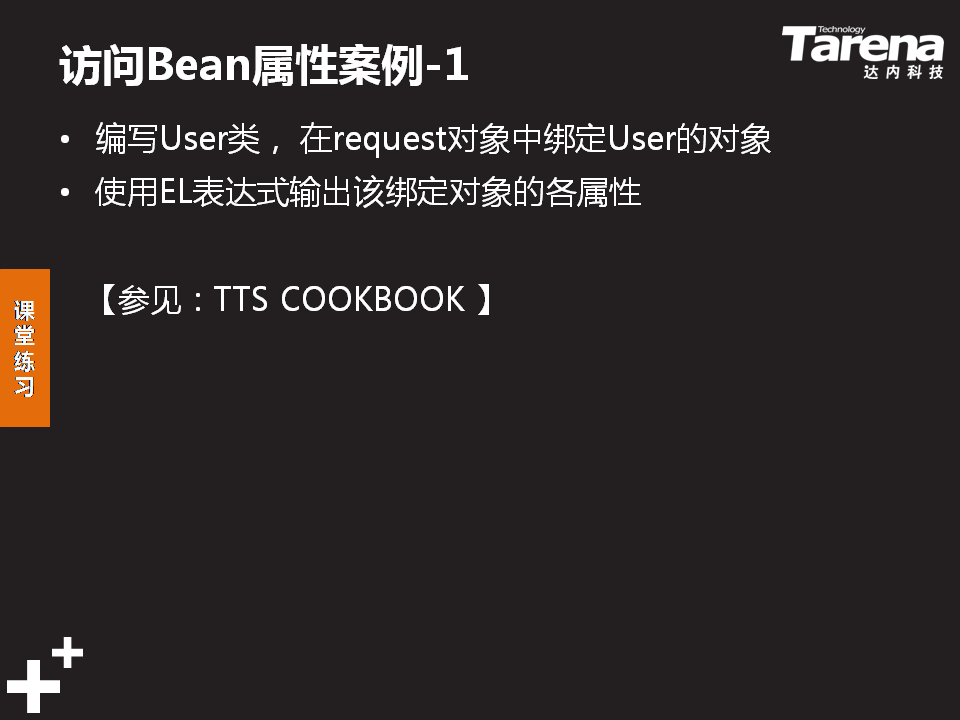 访问Bean属性案例-1
Technology
Tarena
达内科技
• 编写User类， 在request对象中绑定User的对象
• 使用EL表达式输出该绑定对象的各属性
【参见：TTS COOKBOOK 】
课
堂
练
习